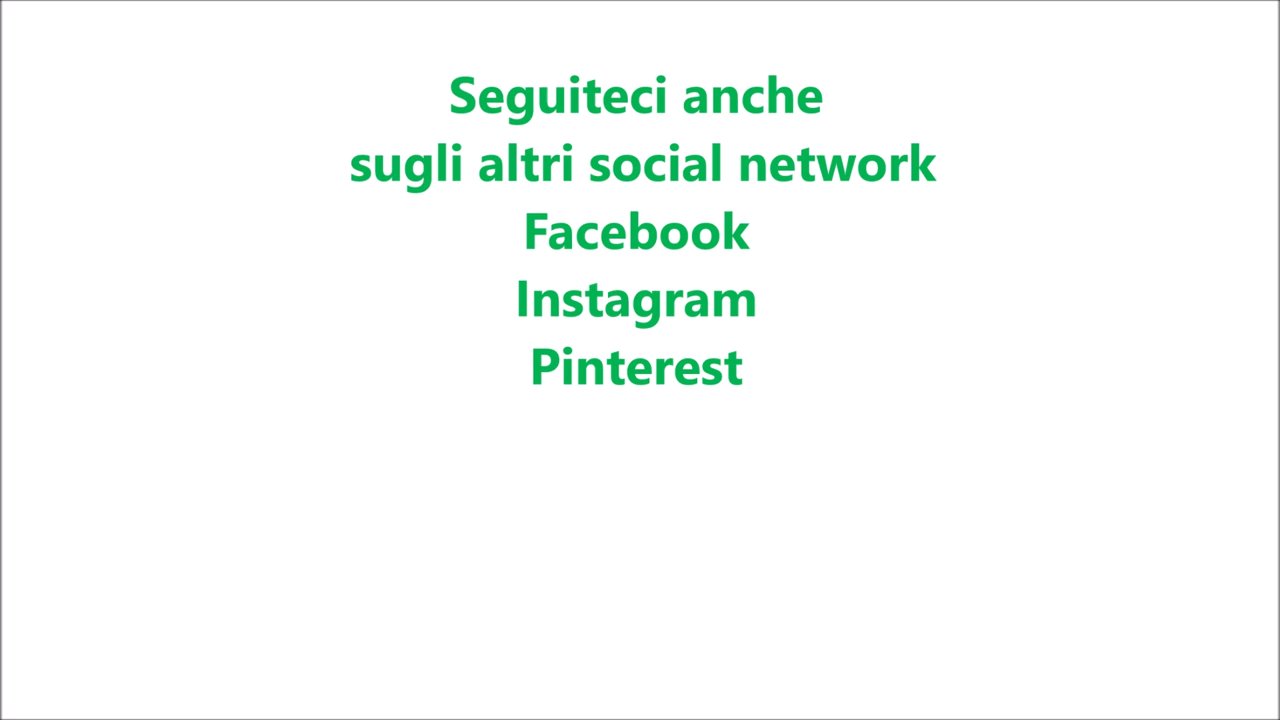 Seguiteci anche
sugli altri social network
Facebook
Instagram
Pinterest